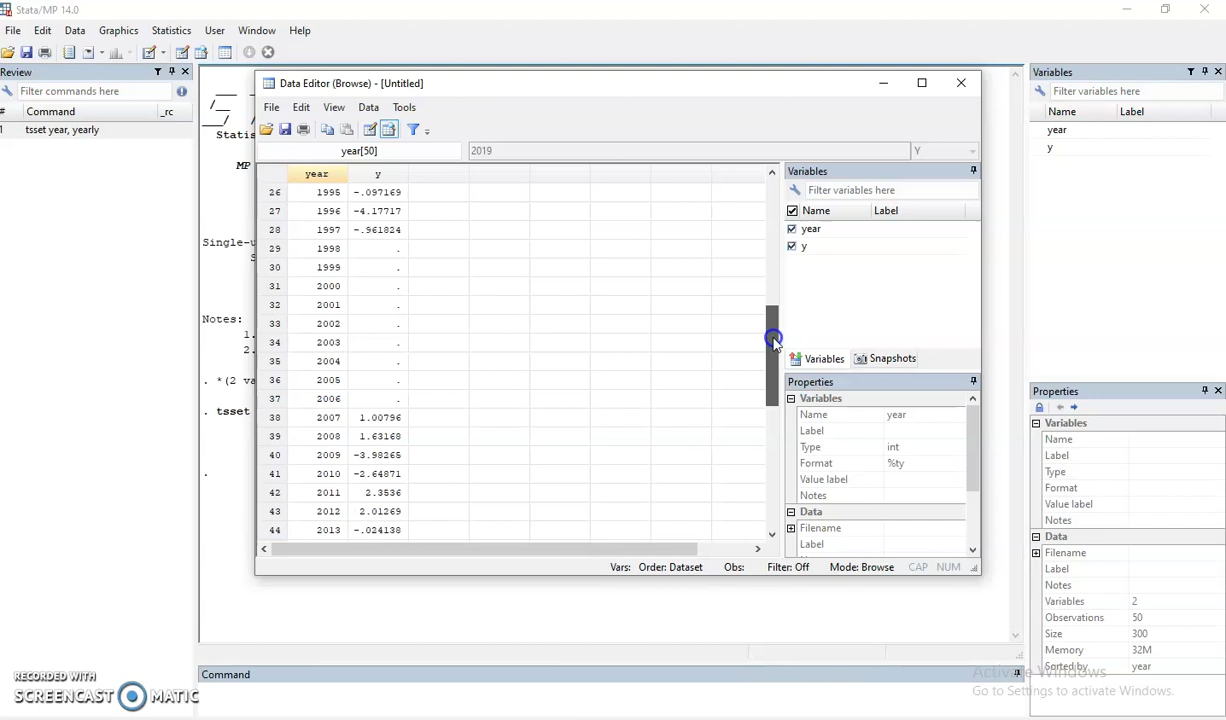 Stata/MP 14.0
File Edit Data Graphics Statistics User Window Help
Review
Filter commands here
# Command _rc
1 tsset year, yearly
Statis
MP
Single-u
S
Notes:
1.
2.
. *(2 va
. tsset
.
Data Editor (Browse) - [Untitled]
File Edit View Data Tools
year[50] 2019 Y
year y
26 1995 -.097169
27 1996 -4.17717
28 1997 -.961824
29 1998 .
30 1999 .
31 2000 .
32 2001 .
33 2002 .
34 2003 .
35 2004 .
36 2005 .
37 2006 .
38 2007 1.00796
39 2008 1.63168
40 2009 -3.98265
41 2010 -2.64871
42 2011 2.3536
43 2012 2.01269
44 2013 -.024138
Variables
Filter variables here
Name Label
year
y
Variables Snapshots
Properties
Variables
Name year
Label
Type int
Format %ty
Value label
Notes
Data
Filename
Label
Vars: Order: Dataset Obs: Filter: Off Mode: Browse CAP NUM
Command
Variables
Filter variables here
Name Label
year
y
Properties
Variables
Name
Label
Type
Format
Value label
Notes
Data
Filename
Label
Notes
Variables 2
Observations 50
Size 300
Memory 32M
Sorted by year
Activate Windows
Go to Settings to activate Windows.
RECORDED WITH
SCREENCAST MATIC